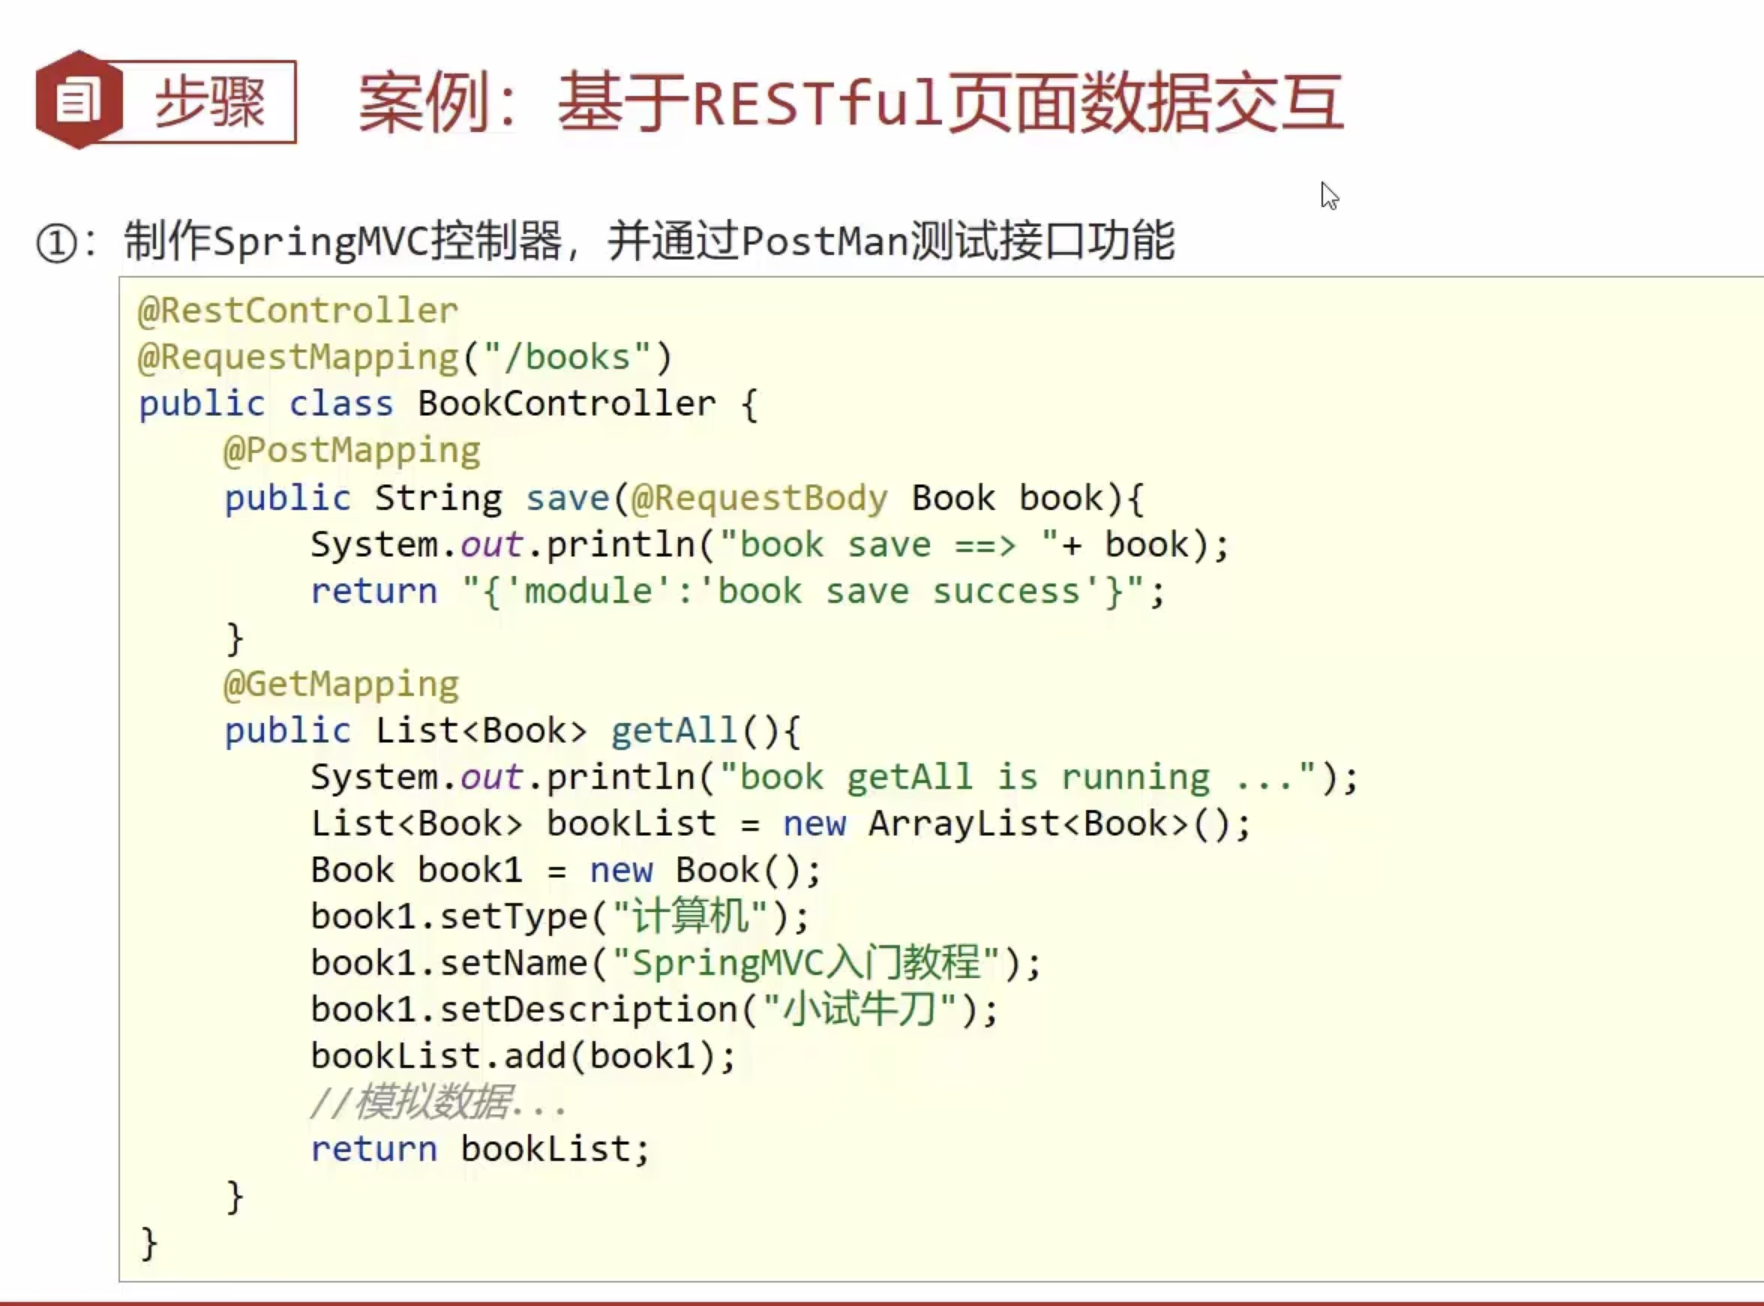 步骤 案例：基于RESTful页面数据交互
①：制作SpringMVC控制器，并通过PostMan测试接口功能
@RestController
@RequestMapping("/books")
public class BookController {
    @PostMapping
    public String save(@RequestBody Book book){
        System.out.println("book save ==> "+ book);
        return "{'module':'book save success'}";
    }
    @GetMapping
    public List<Book> getAll(){
        System.out.println("book getAll is running ...");
        List<Book> bookList = new ArrayList<Book>();
        Book book1 = new Book();
        book1.setType("计算机");
        book1.setName("SpringMVC入门教程");
        book1.setDescription("小试牛刀");
        bookList.add(book1);
        //模拟数据...
        return bookList;
    }
}